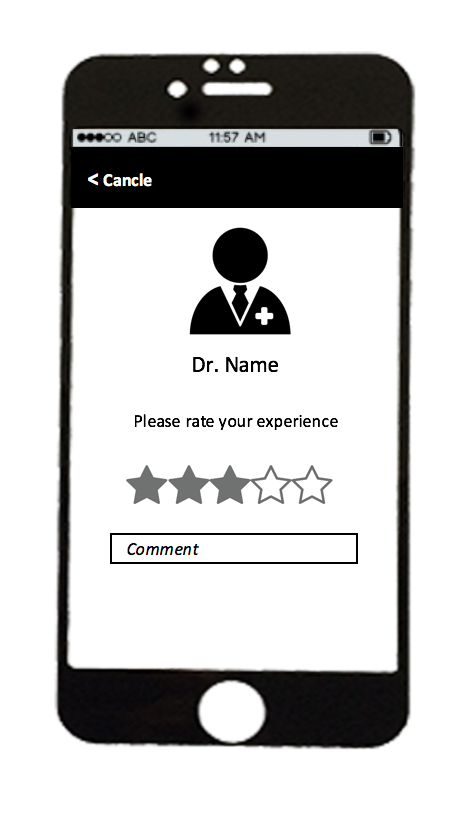 ABC 11:57 AM
< Cancle
Dr. Name
Please rate your experience
Comment